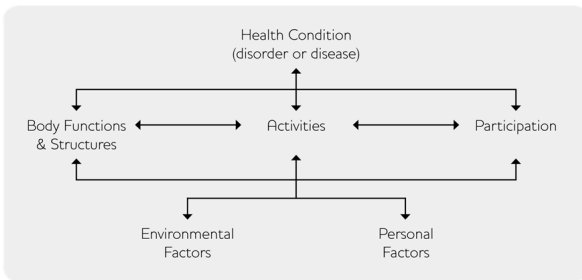 Health Condition
(disorder or disease)
Body Functions
& Structures
Activities
Participation
Environmental
Factors
Personal
Factors